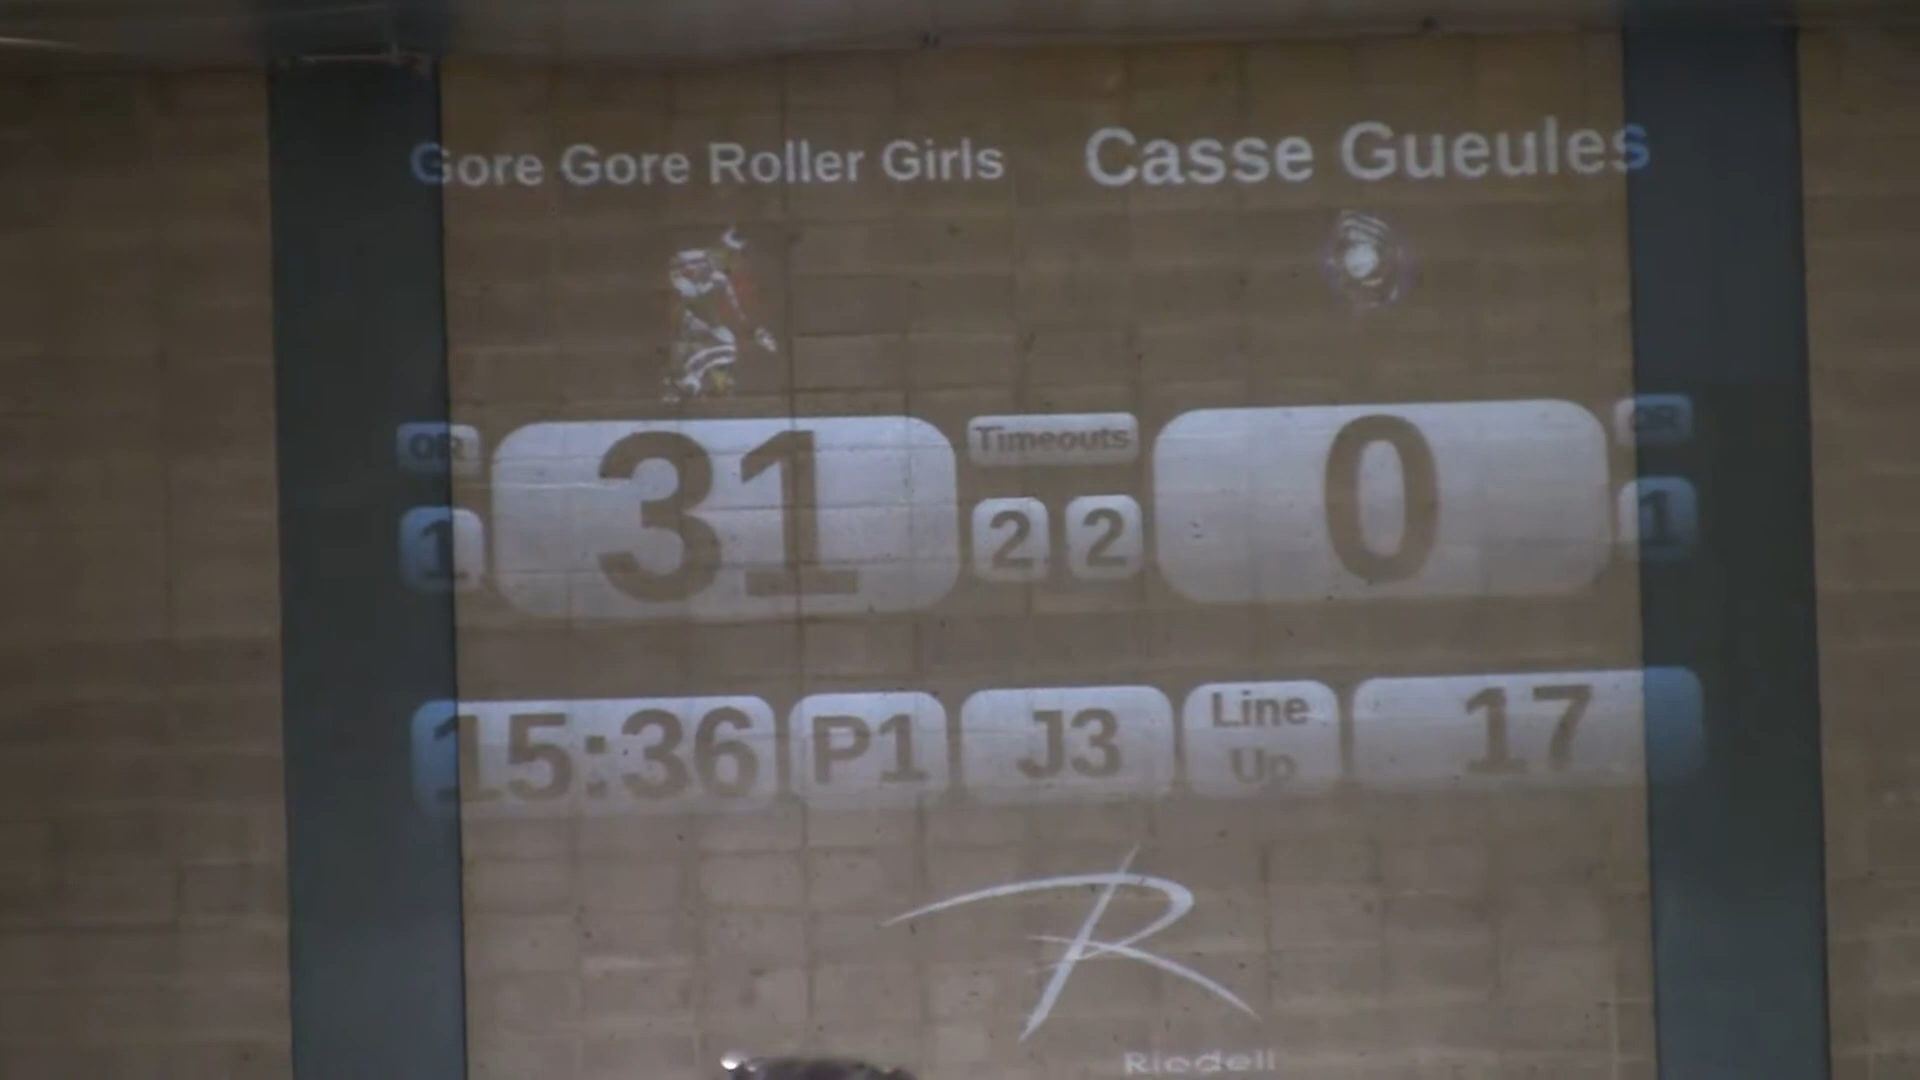 Gore Gore Roller Girls
Casse Gueules
OR
31
Timeouts
0
OR
1
2
2
1
15:36
P1
J3
Line
Up
17
R
Riedell